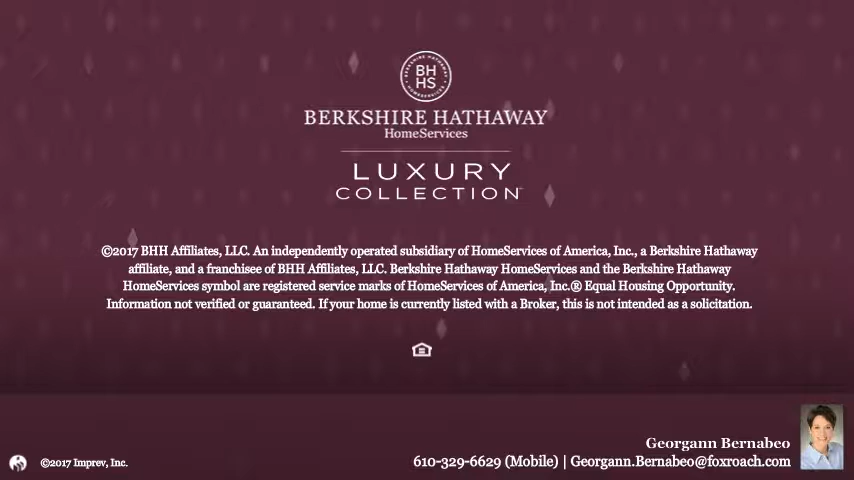 BERKSHIRE HATHAWAY HOMESERVICES
BH
HS
BERKSHIRE HATHAWAY
HomeServices
LUXURY
COLLECTION
©2017 BHH Affiliates, LLC. An independently operated subsidiary of HomeServices of America, Inc., a Berkshire Hathaway
affiliate, and a franchisee of BHH Affiliates, LLC. Berkshire Hathaway HomeServices and the Berkshire Hathaway
HomeServices symbol are registered service marks of HomeServices of America, Inc.® Equal Housing Opportunity.
Information not verified or guaranteed. If your home is currently listed with a Broker, this is not intended as a solicitation.
Georgann Bernabeo
610-329-6629 (Mobile) | Georgann.Bernabeo@foxroach.com
©2017 Imprev, Inc.